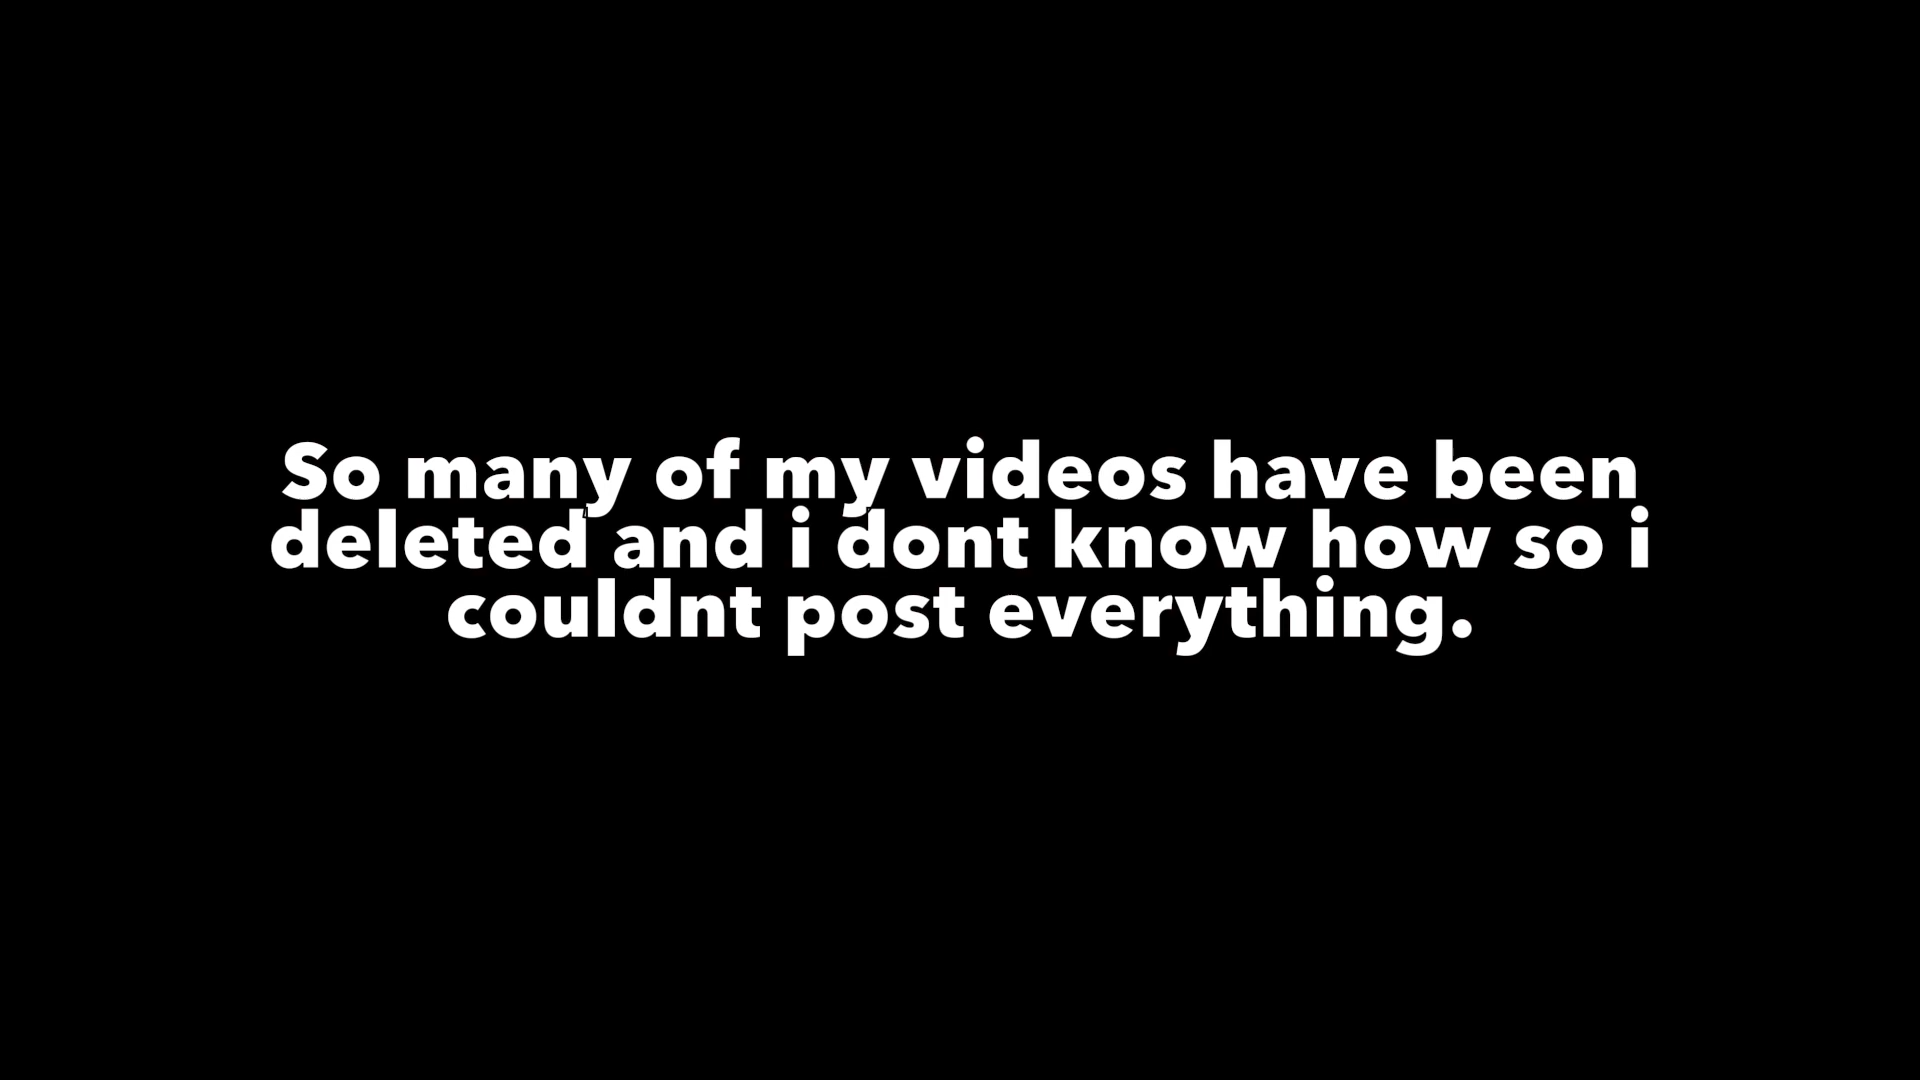 So many of my videos have been
deleted and i dont know how so i
couldnt post everything.